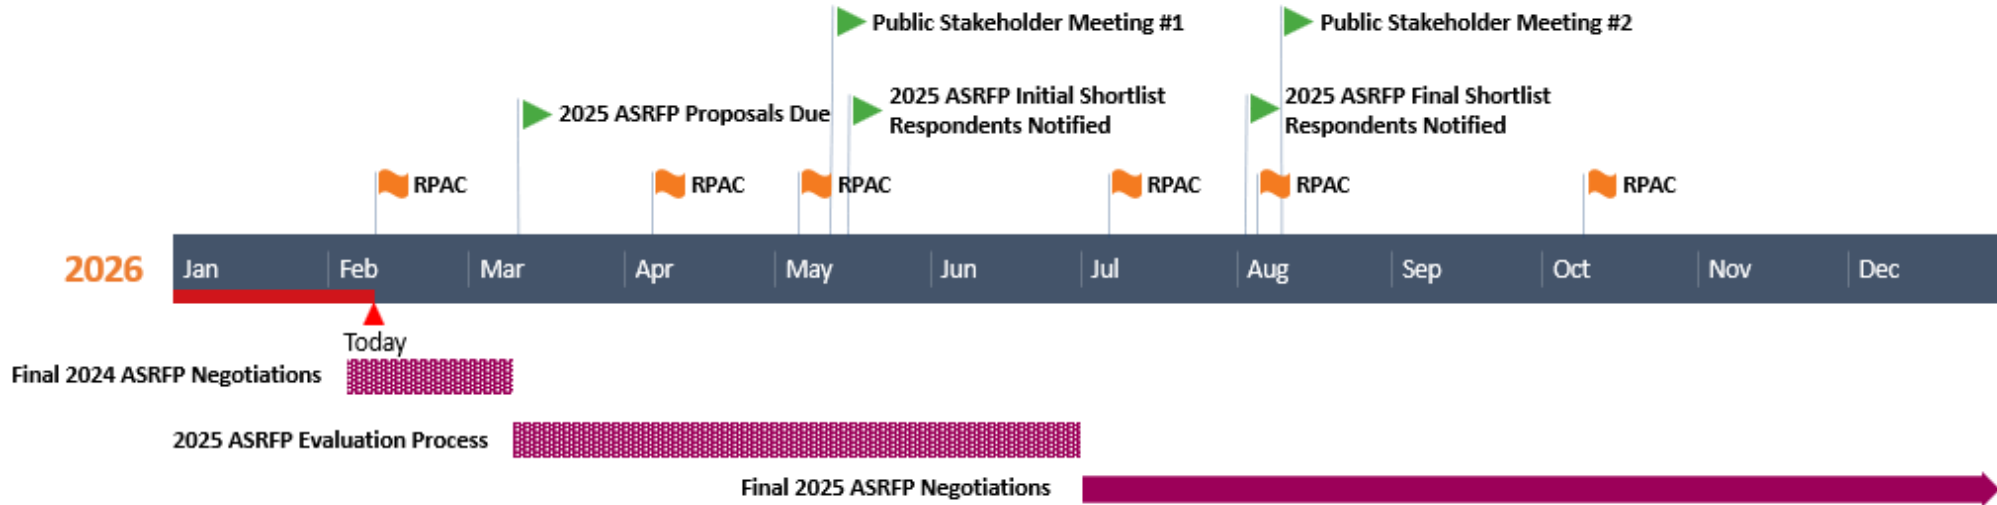 Public Stakeholder Meeting #1
Public Stakeholder Meeting #2
2025 ASRFP Proposals Due
2025 ASRFP Initial Shortlist
Respondents Notified
2025 ASRFP Final Shortlist
Respondents Notified
RPAC
RPAC
RPAC
RPAC
RPAC
RPAC
2026
Jan
Feb
Mar
Apr
May
Jun
Jul
Aug
Sep
Oct
Nov
Dec
Today
Final 2024 ASRFP Negotiations
2025 ASRFP Evaluation Process
Final 2025 ASRFP Negotiations